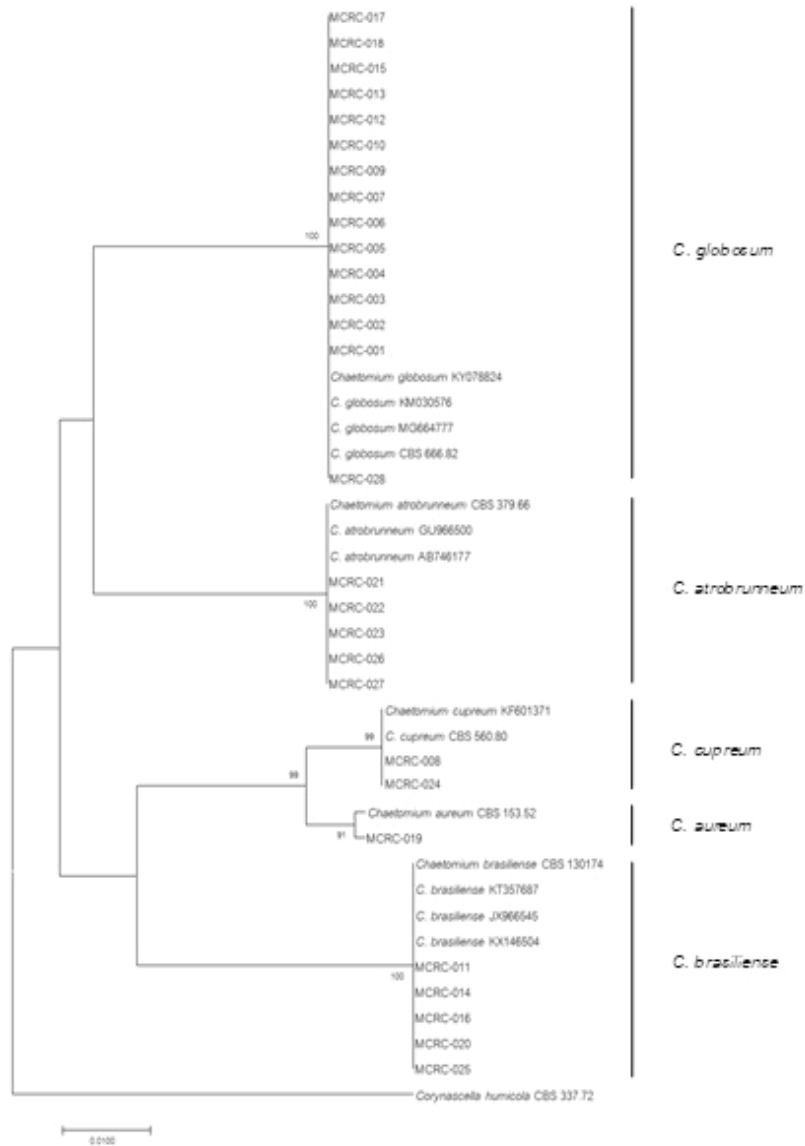 MCRC-017
MCRC-018
MCRC-015
MCRC-013
MCRC-012
MCRC-010
MCRC-009
MCRC-007
MCRC-006
100
MCRC-005
C. globosum
MCRC-004
MCRC-003
MCRC-002
MCRC-001
Chaetomium globosum KY078824
C. globosum KM030576
C. globosum MG664777
C. globosum CBS 666.82
MCRC-028
Chaetomium atrobrunneum CBS 379.66
C. atrobrunneum GU966500
C. atrobrunneum AB746177
MCRC-021
C. atrobrunneum
100
MCRC-022
MCRC-023
MCRC-026
MCRC-027
Chaetomium cupreum KF601371
99
C. cupreum CBS 560.80
C. cupreum
MCRC-008
99
MCRC-024
Chaetomium aureum CBS 153.52
C. aureum
91
MCRC-019
Chaetomium brasiliense CBS 130174
C. brasiliense KT357687
C. brasiliense JX966545
C. brasiliense KX146504
C. brasiliense
MCRC-011
100
MCRC-014
MCRC-016
MCRC-020
MCRC-025
Corynascella humicola CBS 337.72
0.0100